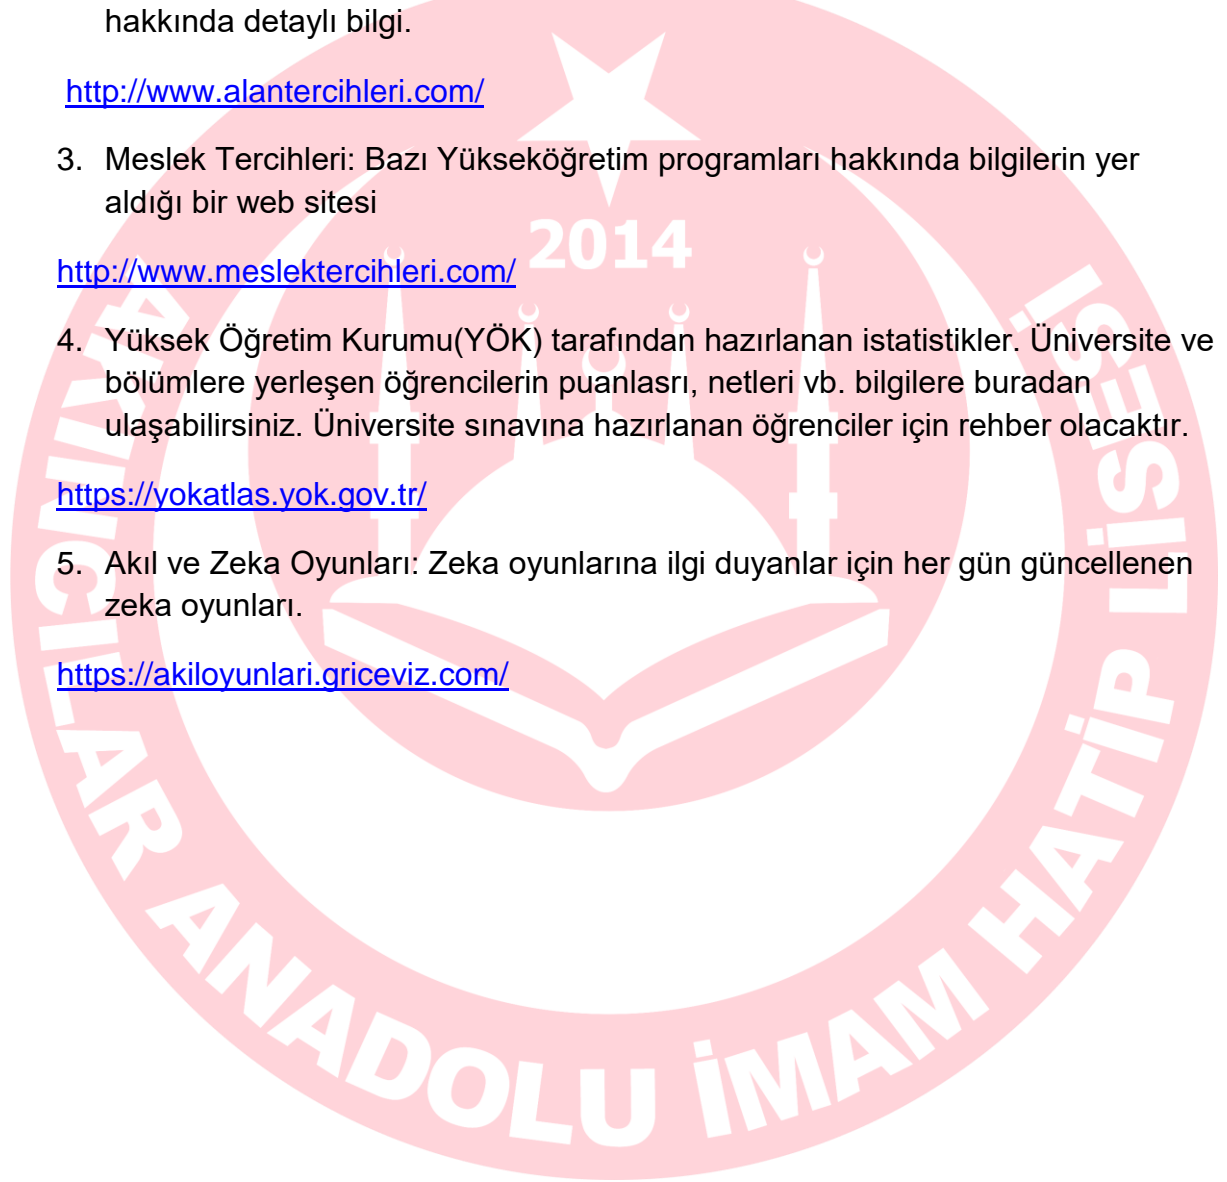 hakkında detaylı bilgi.
http://www.alantercihleri.com/
3. Meslek Tercihleri: Bazı Yükseköğretim programları hakkında bilgilerin yer
aldığı bir web sitesi
2014
http://www.meslektercihleri.com/
4. Yüksek Öğretim Kurumu(YÖK) tarafından hazırlanan istatistikler. Üniversite ve
bölümlere yerleşen öğrencilerin puanlasrı, netleri vb. bilgilere buradan
ulaşabilirsiniz. Üniversite sınavına hazırlanan öğrenciler için rehber olacaktır.
https://yokatlas.yok.gov.tr/
5. Akıl ve Zeka Oyunları: Zeka oyunlarına ilgi duyanlar için her gün güncellenen
zeka oyunları.
https://akiloyunlari.griceviz.com/
AKINCILAR ANADOLU İMAM HATİP LİSESİ